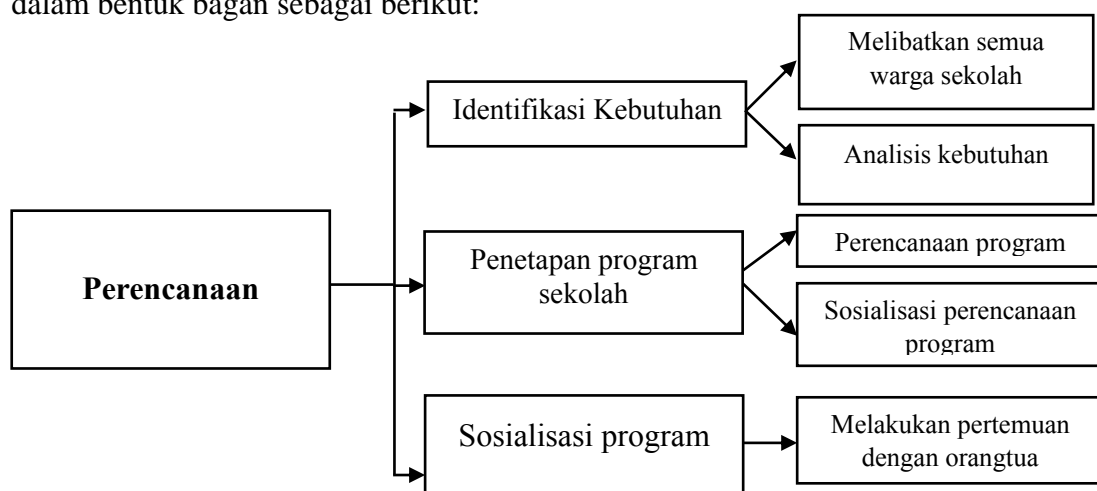 dalam bentuk bagan sebagai berikut:
Melibatkan semua
warga sekolah
Identifikasi Kebutuhan
Analisis kebutuhan
Perencanaan
Penetapan program
sekolah
Perencanaan program
Sosialisasi perencanaan
program
Sosialisasi program
Melakukan pertemuan
dengan orangtua